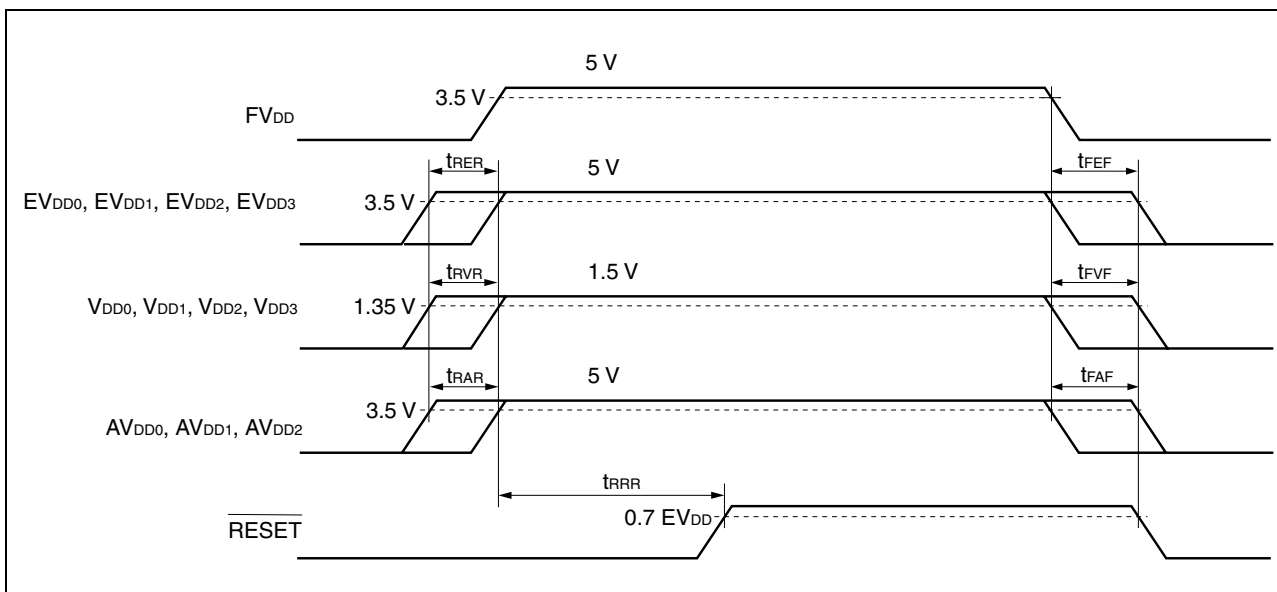 5 V
3.5 V
FVDD
tRER
5 V
tFEF
EVDD0, EVDD1, EVDD2, EVDD3
3.5 V
tRVR
1.5 V
tFVF
VDD0, VDD1, VDD2, VDD3
1.35 V
tRAR
5 V
tFAF
3.5 V
AVDD0, AVDD1, AVDD2
tRRR
0.7 EVDD
RESET